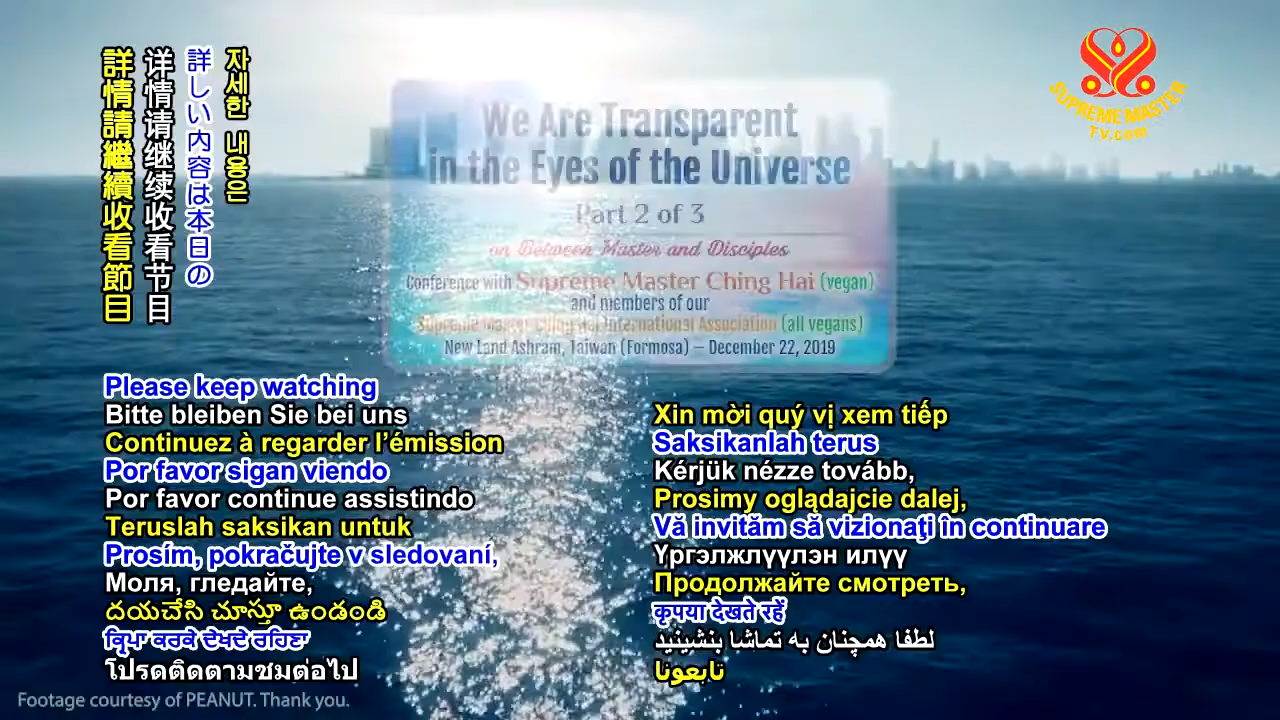 詳情請繼續收看節目
详情请继续收看节目
詳しい内容は本日の
자세한 내용은
We Are Transparent
in the Eyes of the Universe
Part 2 of 3
on Between Master and Disciples
Conference with Supreme Master Ching Hai (vegan)
and members of our
Supreme Master Ching Hai International Association (all vegans)
New Land Ashram, Taiwan (Formosa) – December 22, 2019
SUPREME MASTER
TV.com
Please keep watching
Bitte bleiben Sie bei uns
Continuez à regarder l’émission
Por favor sigan viendo
Por favor continue assistindo
Teruslah saksikan untuk
Prosím, pokračujte v sledovaní,
Моля, гледайте,
దయచేసి చూస్తూ ఉండండి
ਕ੍ਰਿਪਾ ਕਰਕੇ ਦੇਖਦੇ ਰਹਿਣਾ
โปรดติดตามชมต่อไป
Xin mời quý vị xem tiếp
Saksikanlah terus
Kérjük nézze tovább,
Prosimy oglądajcie dalej,
Vă invităm să vizionaţi în continuare
Үргэлжлүүлэн илүү
Продолжайте смотреть,
कृपया देखते रहें
لطفا همچنان به تماشا بنشینید
تابعونا
Footage courtesy of PEANUT. Thank you.